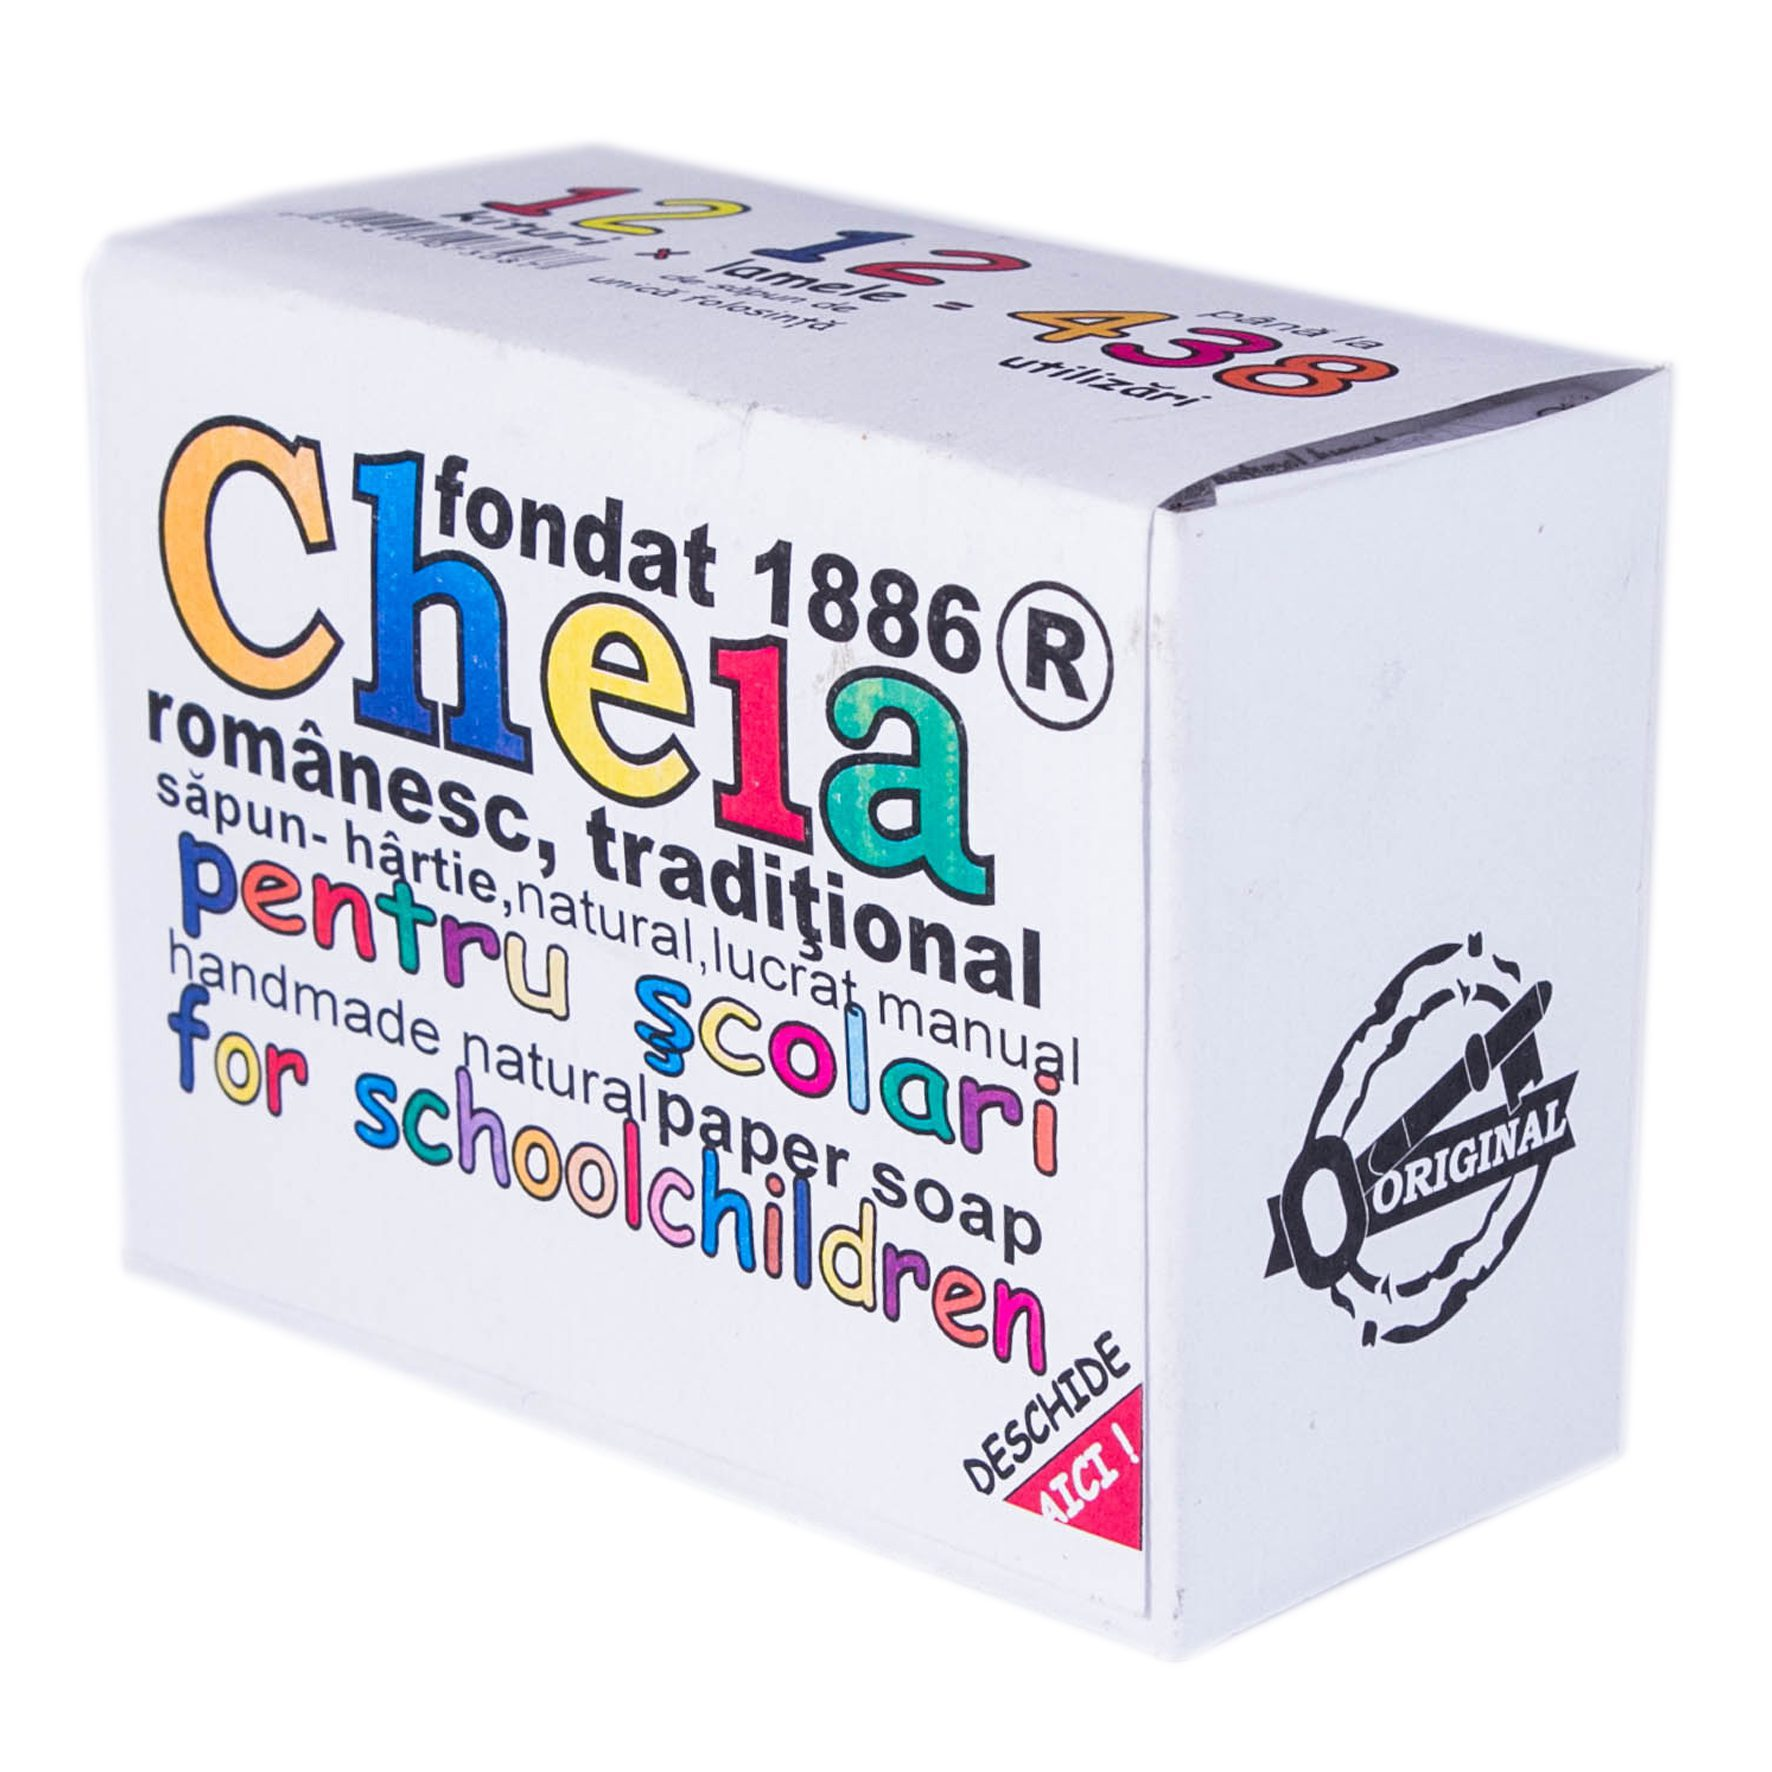 12 x 12 = până la
kituri lamele 438
de săpun de utilizări
unică folosință
fondat 1886 ®
Cheia
românesc, tradiţional
săpun- hârtie,natural,lucrat manual
pentru şcolari
handmade natural paper soap
for schoolchildren
DESCHIDE
AICI !
ORIGINAL